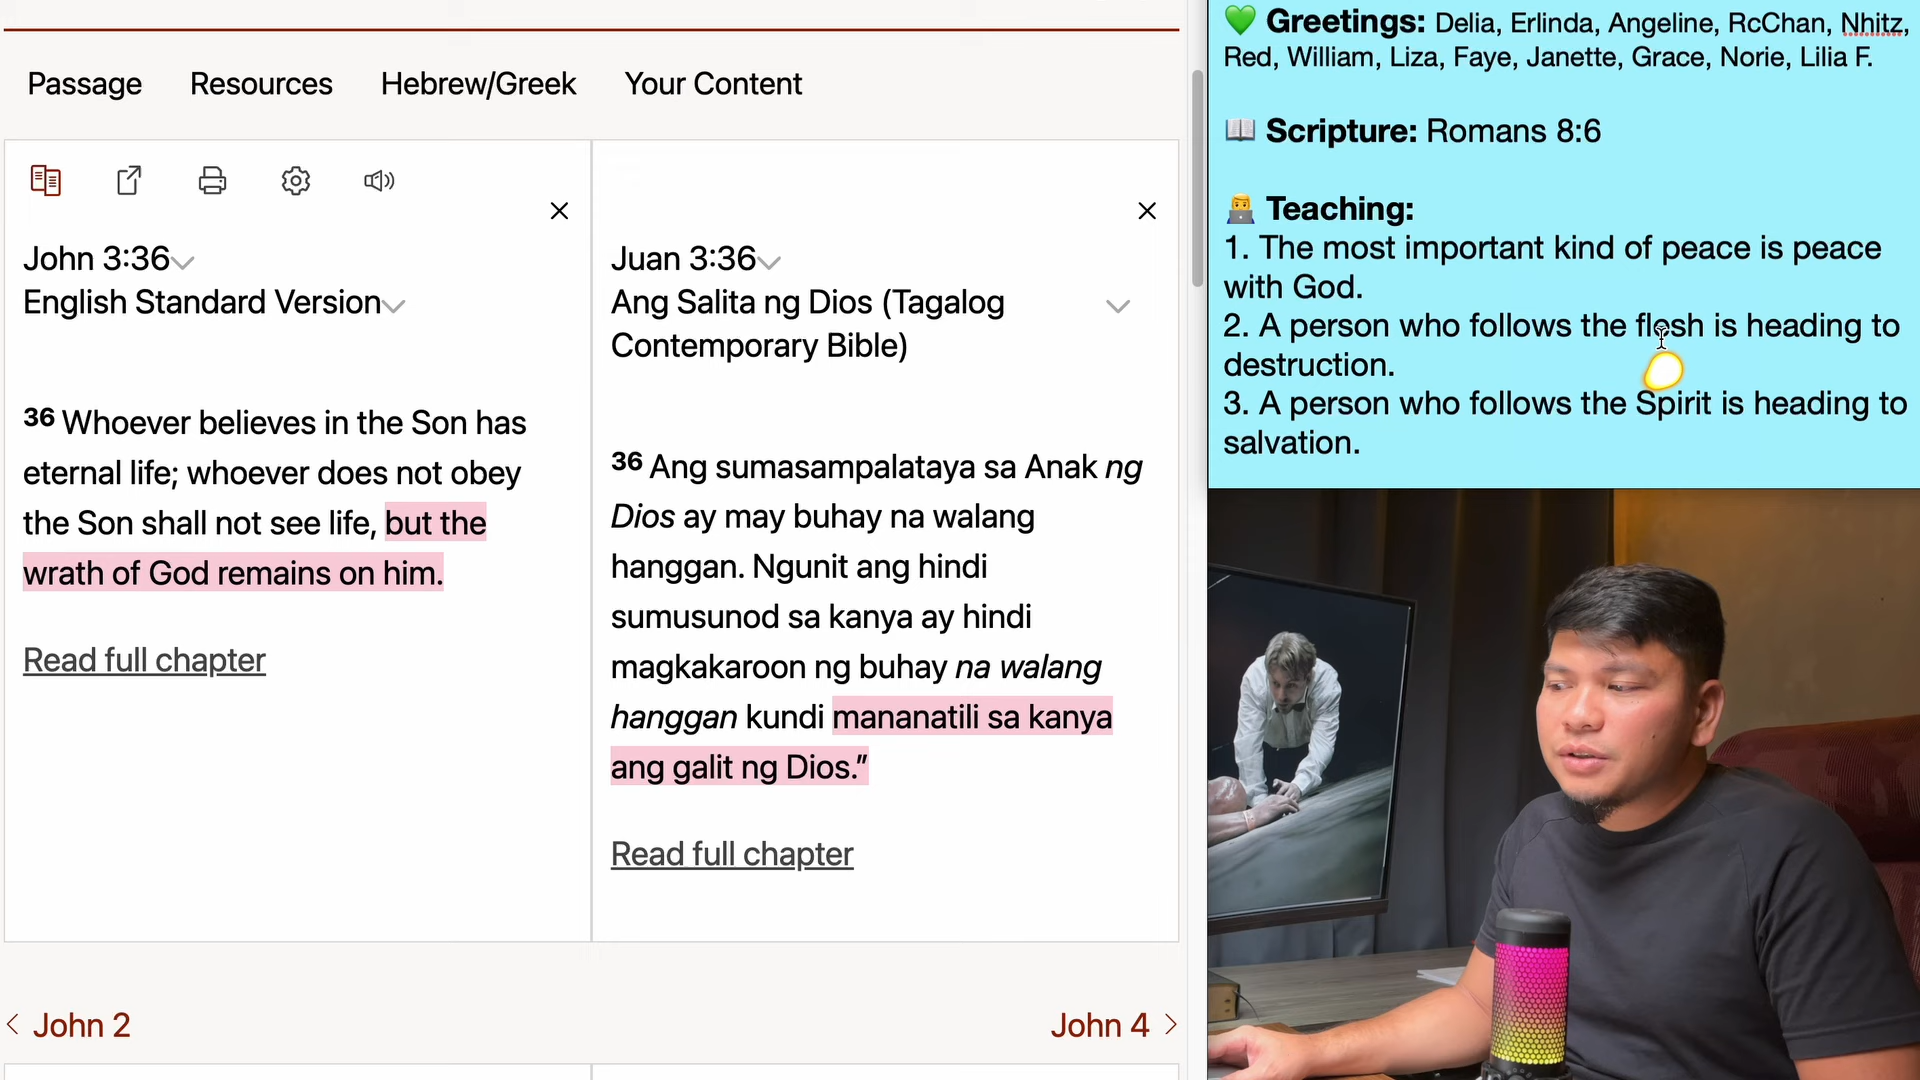 Passage
Resources
Hebrew/Greek
Your Content
John 3:36
English Standard Version
36 Whoever believes in the Son has
eternal life; whoever does not obey
the Son shall not see life, but the
wrath of God remains on him.
Read full chapter
Juan 3:36
Ang Salita ng Dios (Tagalog
Contemporary Bible)
36 Ang sumasampalataya sa Anak ng
Dios ay may buhay na walang
hanggan. Ngunit ang hindi
sumusunod sa kanya ay hindi
magkakaroon ng buhay na walang
hanggan kundi mananatili sa kanya
ang galit ng Dios.”
Read full chapter
John 2
John 4
💚 Greetings: Delia, Erlinda, Angeline, RcChan, Nhitz,
Red, William, Liza, Faye, Janette, Grace, Norie, Lilia F.
📖 Scripture: Romans 8:6
👨‍💻 Teaching:
1. The most important kind of peace is peace
with God.
2. A person who follows the flesh is heading to
destruction.
3. A person who follows the Spirit is heading to
salvation.